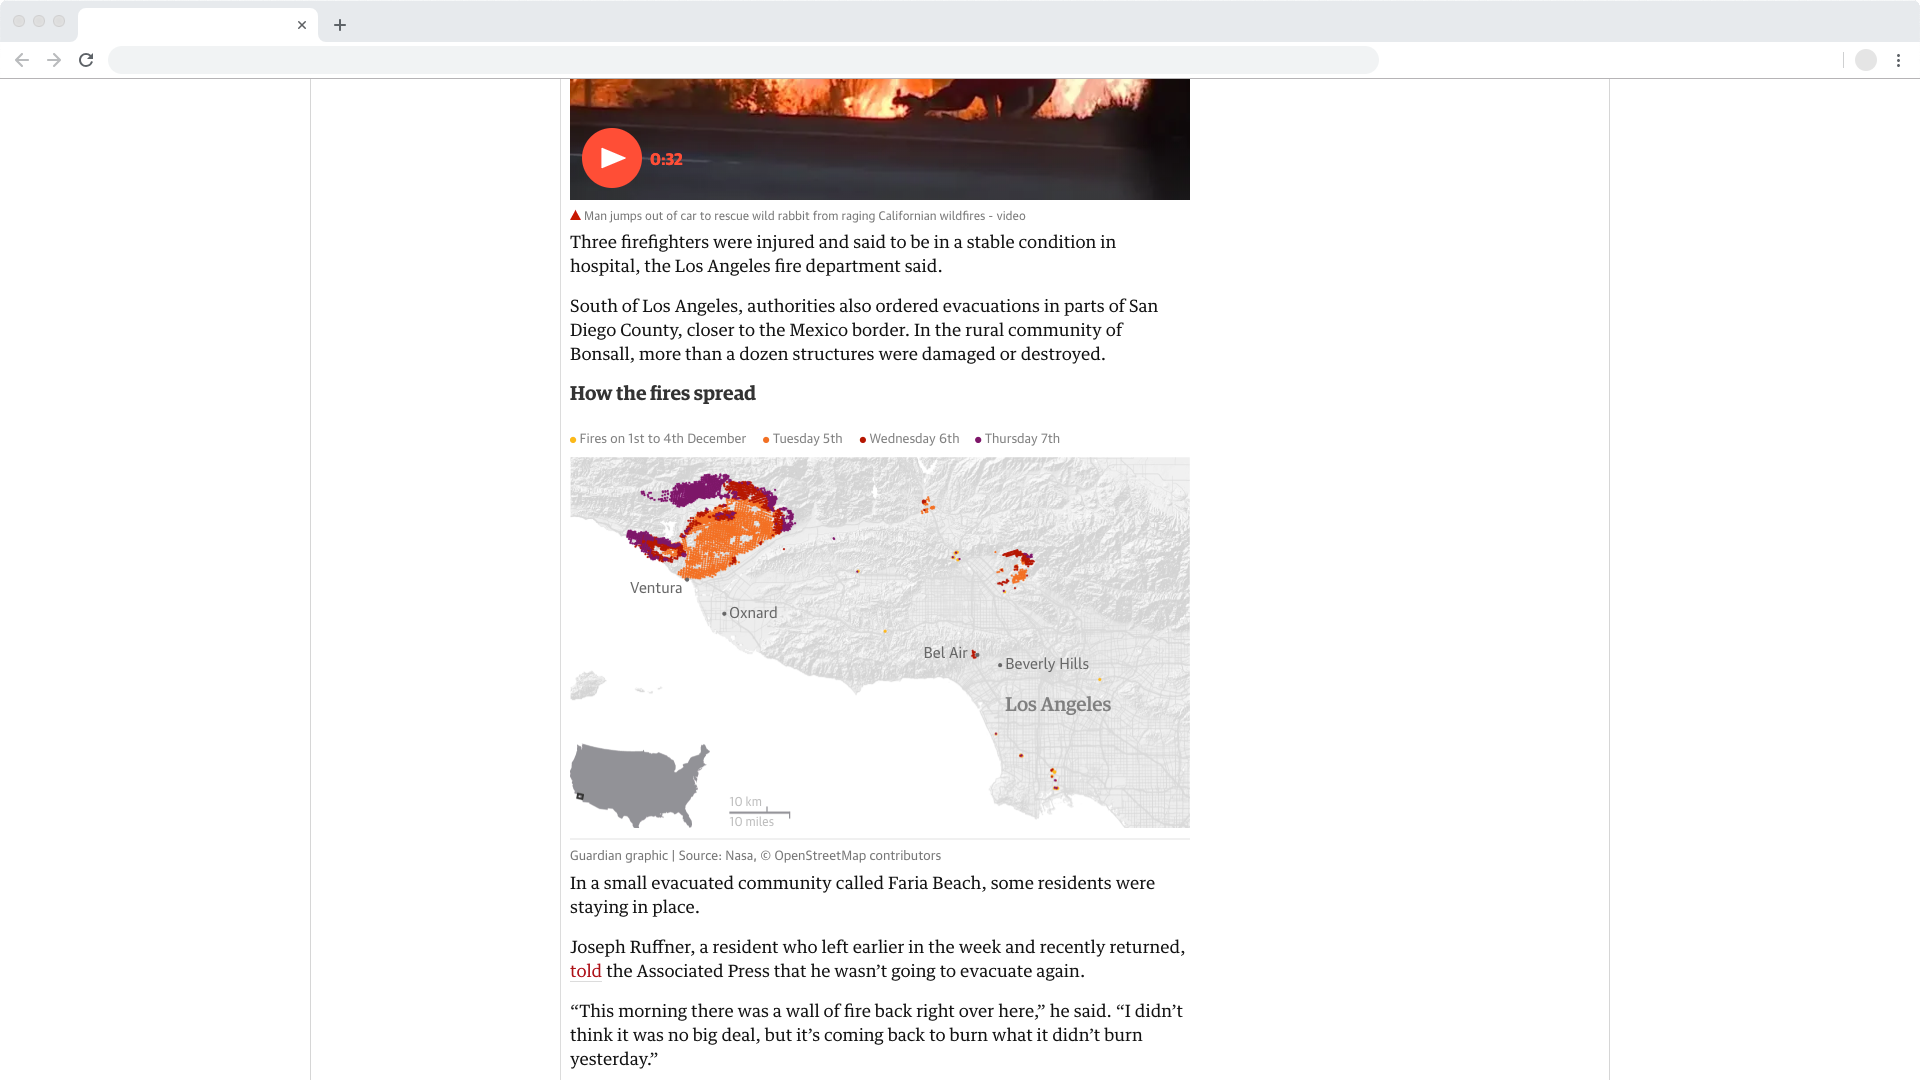 0:32
Man jumps out of car to rescue wild rabbit from raging Californian wildfires - video
Three firefighters were injured and said to be in a stable condition in
hospital, the Los Angeles fire department said.
South of Los Angeles, authorities also ordered evacuations in parts of San
Diego County, closer to the Mexico border. In the rural community of
Bonsall, more than a dozen structures were damaged or destroyed.
How the fires spread
Fires on 1st to 4th December Tuesday 5th Wednesday 6th Thursday 7th
Ventura
Oxnard
Bel Air
Beverly Hills
Los Angeles
10 km
10 miles
Guardian graphic | Source: Nasa, © OpenStreetMap contributors
In a small evacuated community called Faria Beach, some residents were
staying in place.
Joseph Ruffner, a resident who left earlier in the week and recently returned,
told the Associated Press that he wasn’t going to evacuate again.
“This morning there was a wall of fire back right over here,” he said. “I didn’t
think it was no big deal, but it’s coming back to burn what it didn’t burn
yesterday.”